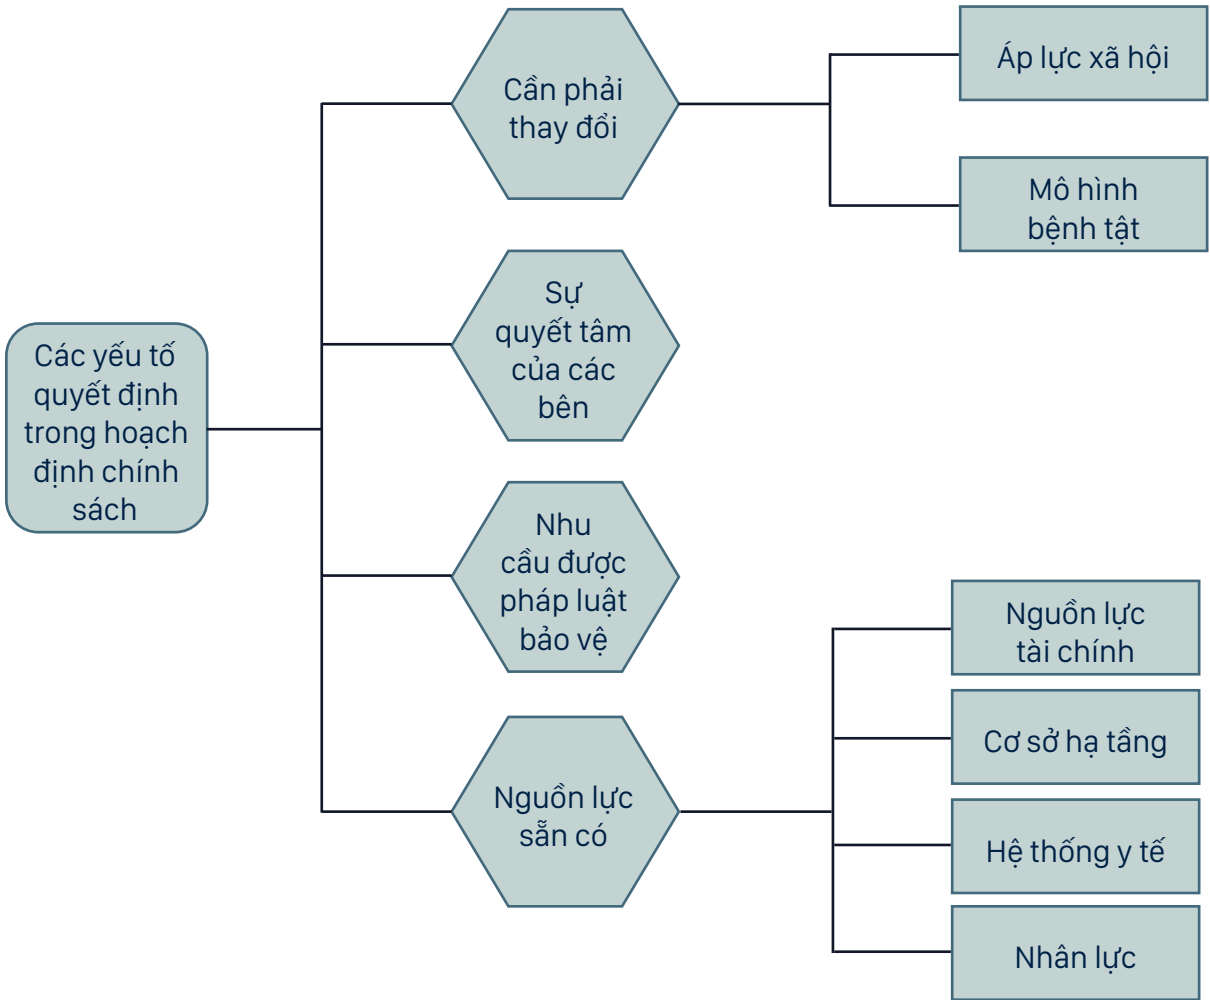 Các yếu tố
quyết định
trong hoạch
định chính
sách
Cần phải
thay đổi
Áp lực xã hội
Mô hình
bệnh tật
Sự
quyết tâm
của các
bên
Nhu
cầu được
pháp luật
bảo vệ
Nguồn lực
sẵn có
Nguồn lực
tài chính
Cơ sở hạ tầng
Hệ thống y tế
Nhân lực